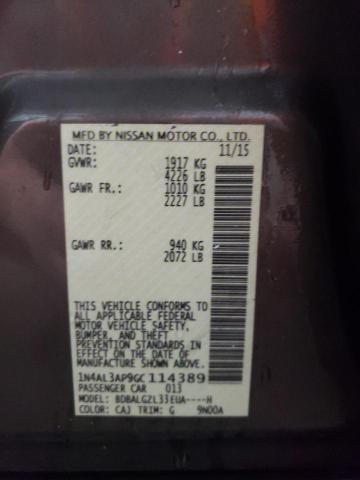 MFD BY NISSAN MOTOR CO., LTD.
DATE: 11/15
GVWR: 1917 KG
4226 LB
GAWR FR.: 1010 KG
2227 LB
GAWR RR.: 940 KG
2072 LB
THIS VEHICLE CONFORMS TO
ALL APPLICABLE FEDERAL
MOTOR VEHICLE SAFETY,
BUMPER, AND THEFT
PREVENTION STANDARDS IN
EFFECT ON THE DATE OF
MANUFACTURE SHOWN ABOVE.
1N4AL3AP9GC114389
PASSENGER CAR 013
MODEL: BDBALGZL33EUA----H
COLOR: CAJ TRIM: G 9N00A